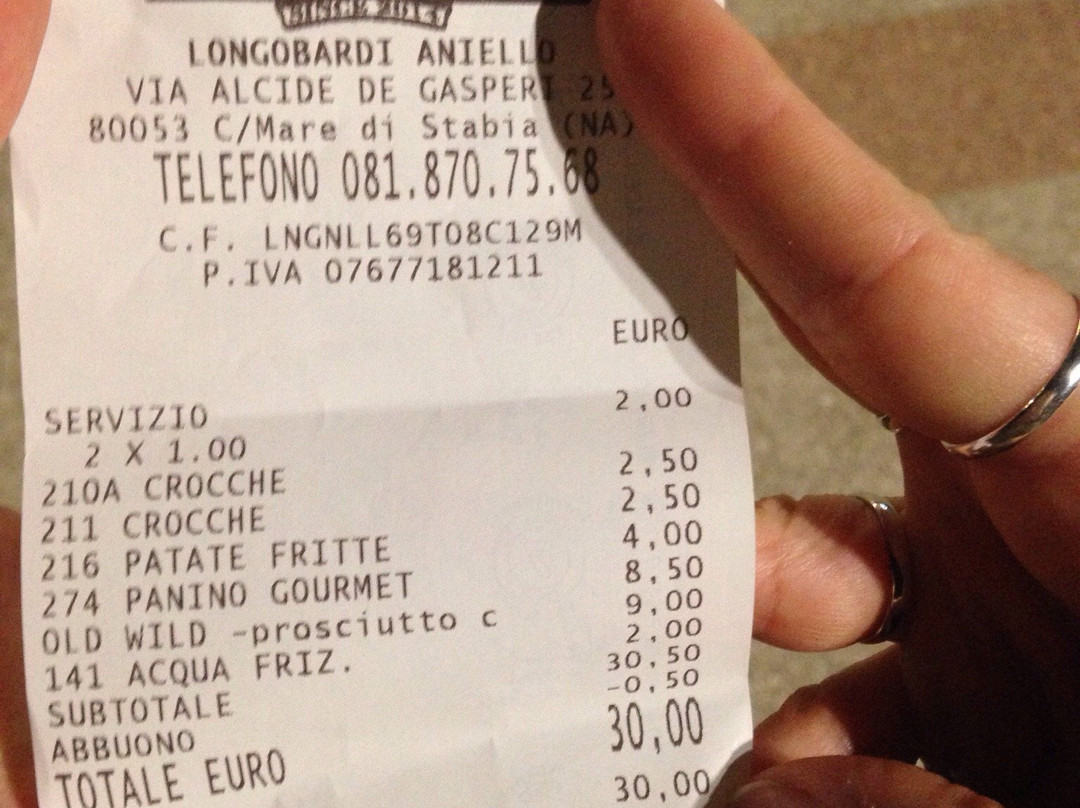 SINCE 2014
LONGOBARDI ANIELLO
VIA ALCIDE DE GASPERI 25
80053 C/Mare di Stabia (NA)
TELEFONO 081.870.75.68
C.F. LNGNLL69T08C129M
P.IVA 07677181211
EURO
SERVIZIO 2,00
2 X 1.00
210A CROCCHE 2,50
211 CROCCHE 2,50
216 PATATE FRITTE 4,00
274 PANINO GOURMET 8,50
OLD WILD -prosciutto c 9,00
141 ACQUA FRIZ. 2,00
SUBTOTALE 30,50
ABBUONO -0,50
TOTALE EURO 30,00
30,00